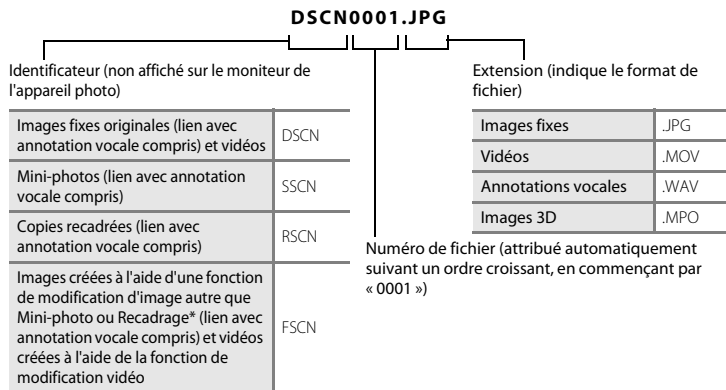 DSCN0001.JPG
Identificateur (non affiché sur le moniteur de
l'appareil photo)
Images fixes originales (lien avec
annotation vocale compris) et vidéos
DSCN
Mini-photos (lien avec annotation
vocale compris)
SSCN
Copies recadrées (lien avec
annotation vocale compris)
RSCN
Images créées à l'aide d'une fonction
de modification d'image autre que
Mini-photo ou Recadrage* (lien avec
annotation vocale compris) et vidéos
créées à l'aide de la fonction de
modification vidéo
FSCN
Extension (indique le format de
fichier)
Images fixes
.JPG
Vidéos
.MOV
Annotations vocales
.WAV
Images 3D
.MPO
Numéro de fichier (attribué automatiquement
suivant un ordre croissant, en commençant par
« 0001 »)